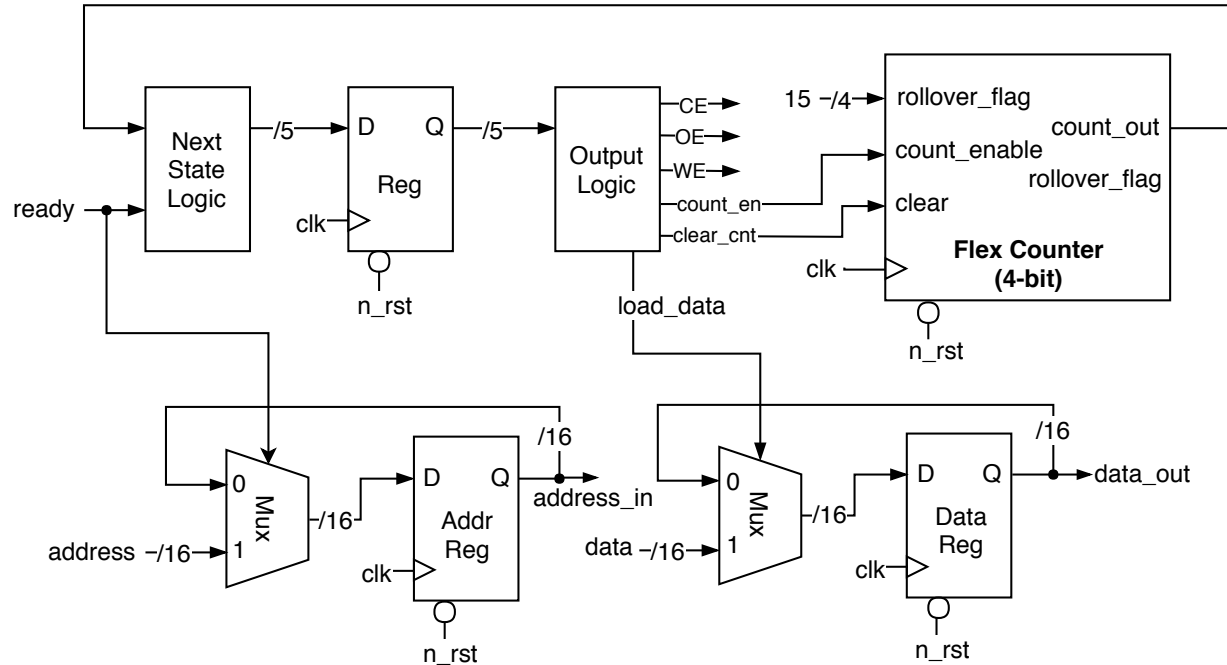 Next
State
Logic
/5
D
Q
Reg
clk
n_rst
/5
Output
Logic
CE
OE
WE
count_en
clear_cnt
load_data
15 /4
rollover_flag
count_enable
clear
count_out
rollover_flag
clk
Flex Counter
(4-bit)
n_rst
ready
0
1
Mux
address /16
/16
D
Q
Addr
Reg
clk
n_rst
/16
address_in
0
1
Mux
data /16
/16
D
Q
Data
Reg
clk
n_rst
/16
data_out